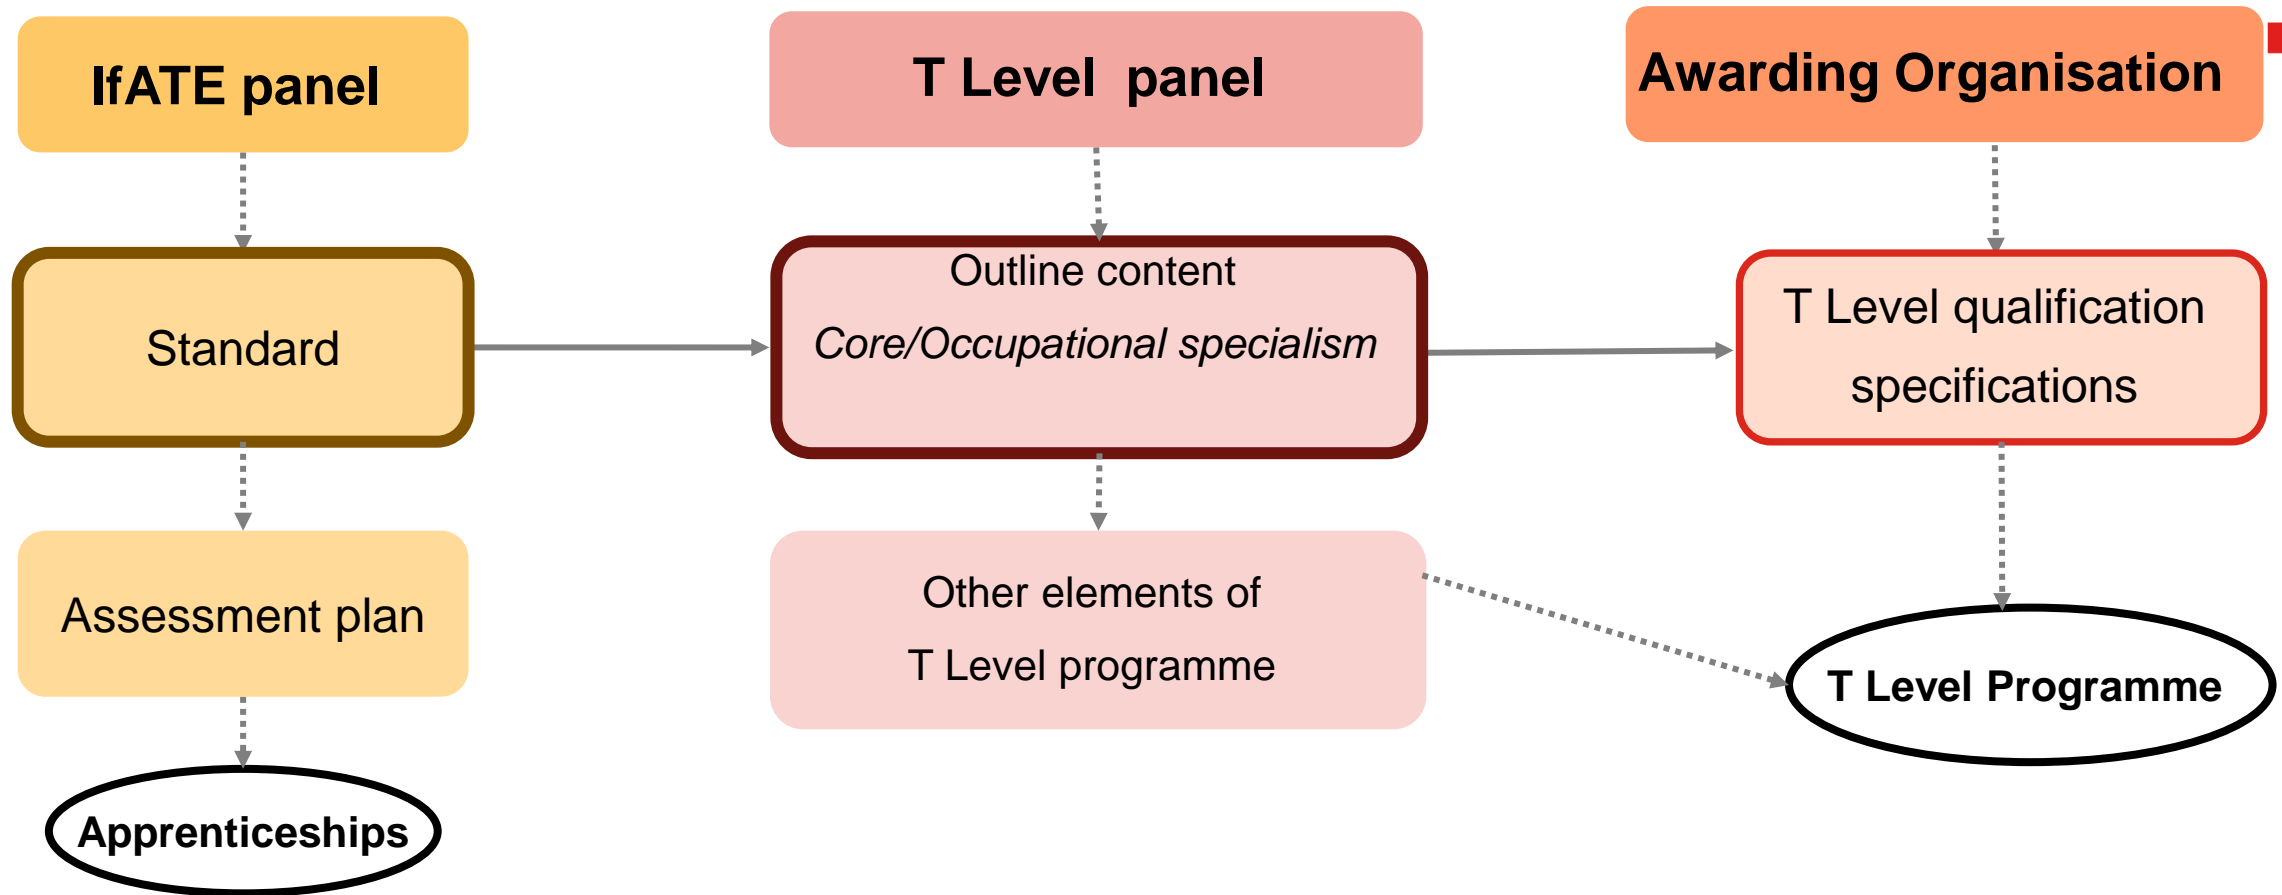 IfATE panel
T Level panel
Awarding Organisation
Standard
Outline content
Core/Occupational specialism
T Level qualification
specifications
Assessment plan
Other elements of
T Level programme
T Level Programme
Apprenticeships